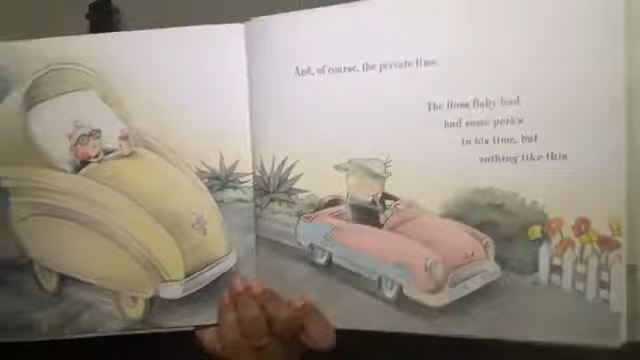 And, of course, the private limo.
The Boss Baby had
had some perks
in his time, but
nothing like this.